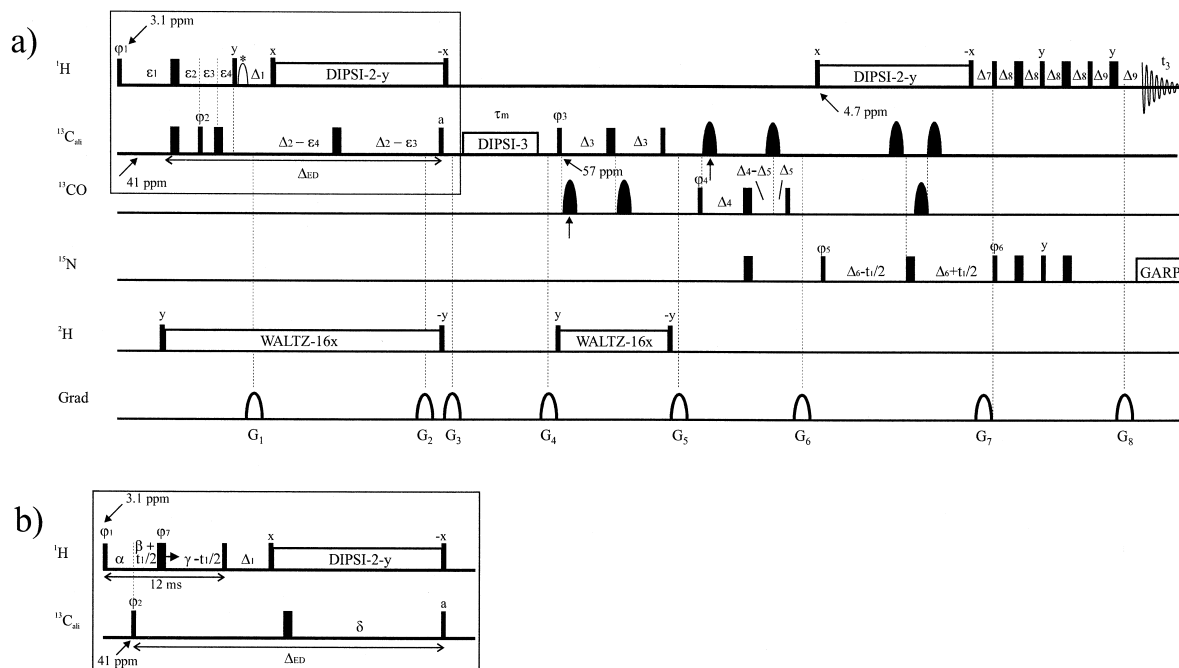 a)
3.1 ppm
φ1 y x -x x -x y y
¹H ε1 ε2 ε3 ε4 * Δ1 DIPSI-2-y DIPSI-2-y Δ7 Δ8 Δ8 Δ8 Δ8 Δ9 Δ9 t3
4.7 ppm
φ2 a τm φ3
¹³Cali Δ2 – ε4 Δ2 – ε3 DIPSI-3 Δ3 Δ3
41 ppm ΔED 57 ppm
¹³CO φ4 Δ4 Δ4–Δ5 Δ5
¹⁵N φ5 Δ6-t1/2 Δ6+t1/2 φ6 y GARP
²H y WALTZ-16x -y y WALTZ-16x -y
Grad
G1 G2 G3 G4 G5 G6 G7 G8
b)
3.1 ppm
φ1 φ7 x -x
¹H α β + t1/2 γ -t1/2 Δ1 DIPSI-2-y
12 ms
φ2 a
¹³Cali δ
41 ppm ΔED